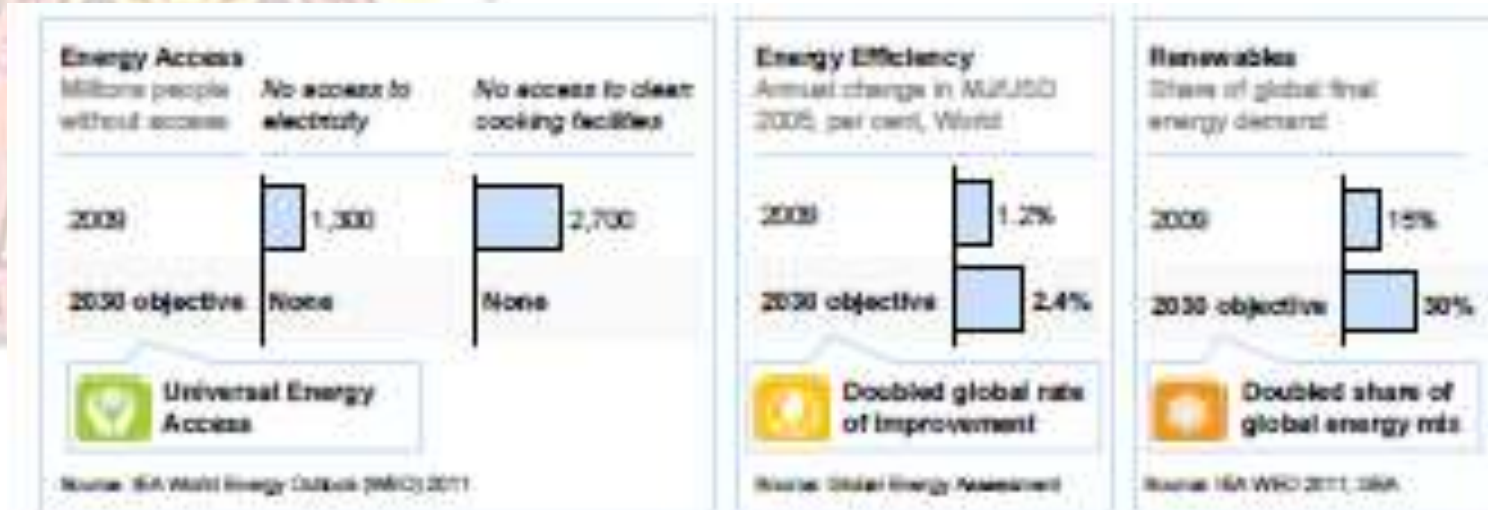 Energy Access
Millions people
without access
No access to
electricity
No access to clean
cooking facilities
2009
1,300
2,700
2030 objective
None
None
Universal Energy
Access
Source: IEA World Energy Outlook (WEO) 2011
Energy Efficiency
Annual change in MJ/USD
2005, per cent, World
2009
1.2%
2030 objective
2.4%
Doubled global rate
of improvement
Source: Global Energy Assessment
Renewables
Share of global final
energy demand
2009
15%
2030 objective
30%
Doubled share of
global energy mix
Source: IEA WEO 2011,